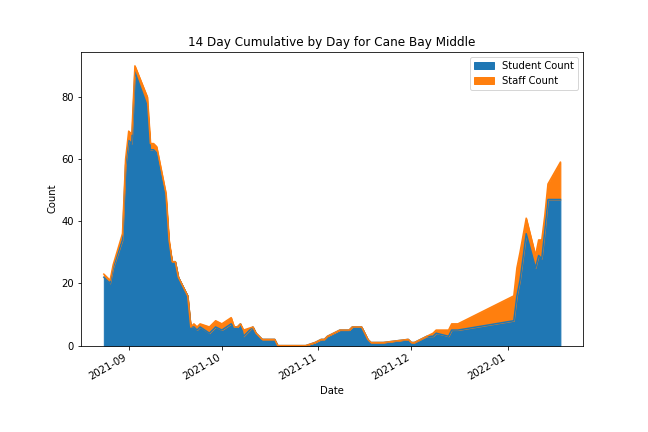 14 Day Cumulative by Day for Cane Bay Middle
Student Count
Staff Count
80
60
40
20
0
Count
2021-09
2021-10
2021-11
2021-12
2022-01
Date